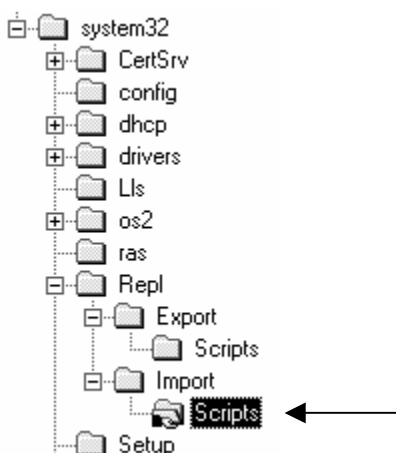 system32
CertSrv
config
dhcp
drivers
Lls
os2
ras
Repl
Export
Scripts
Import
Scripts
Setup